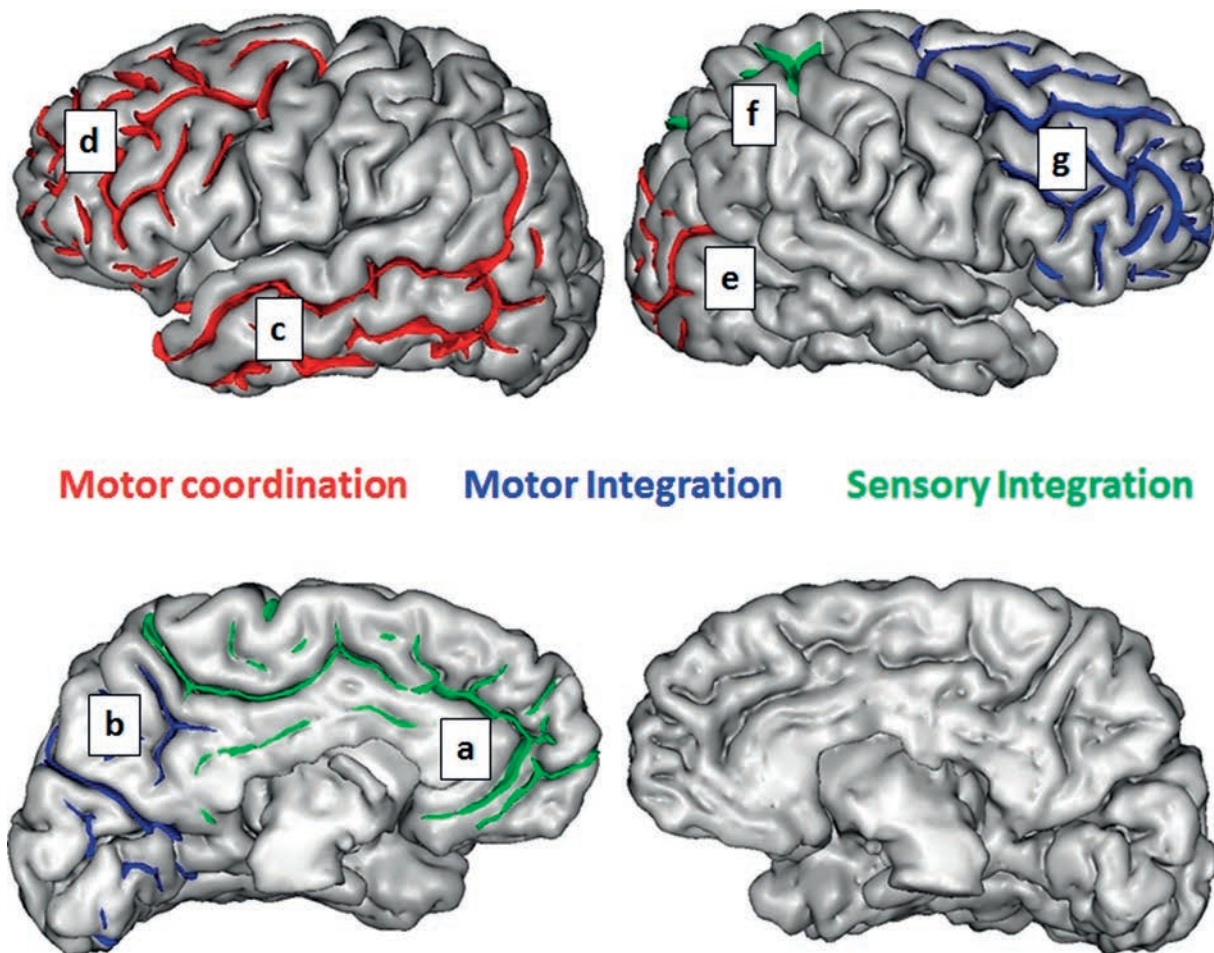 d
f
g
e
c
Motor coordination Motor Integration Sensory Integration
b
a